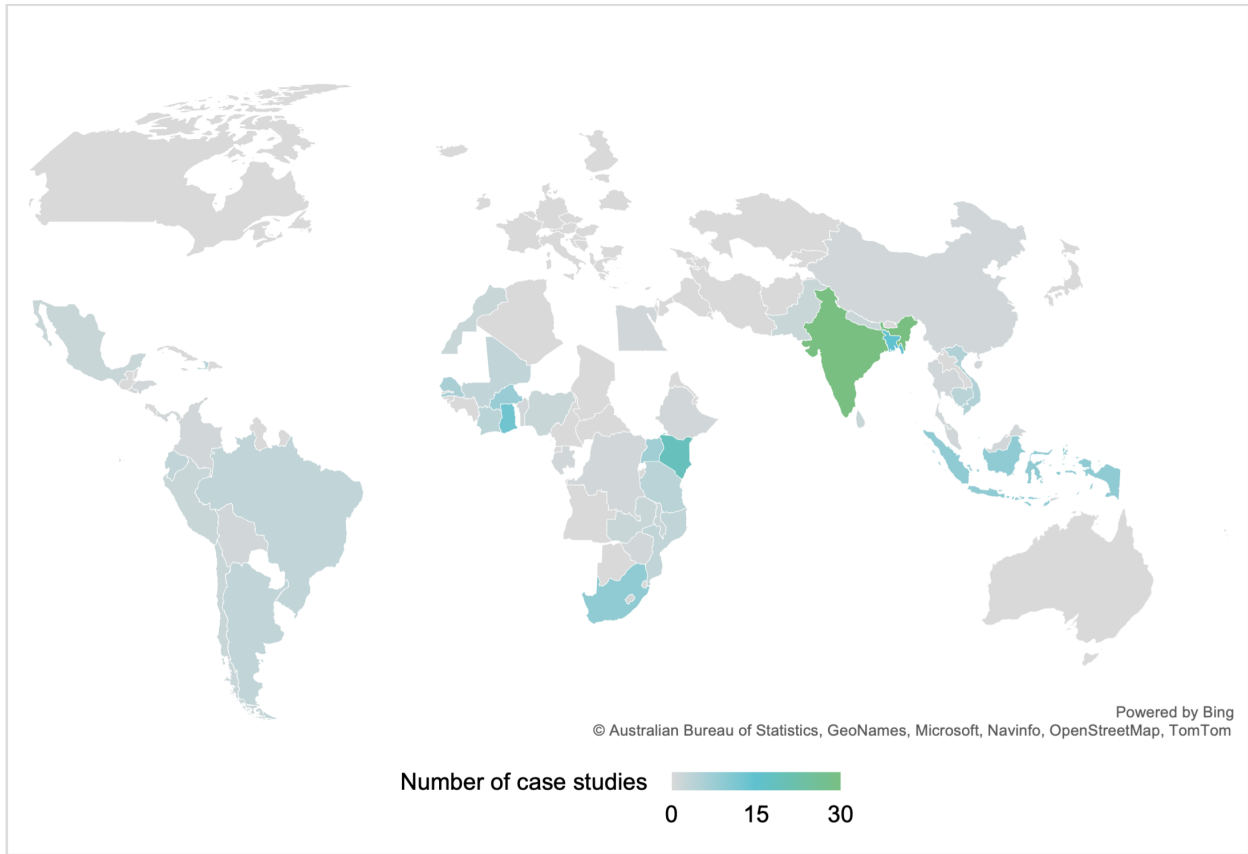 Powered by Bing
© Australian Bureau of Statistics, GeoNames, Microsoft, Navinfo, OpenStreetMap, TomTom
Number of case studies
0 15 30